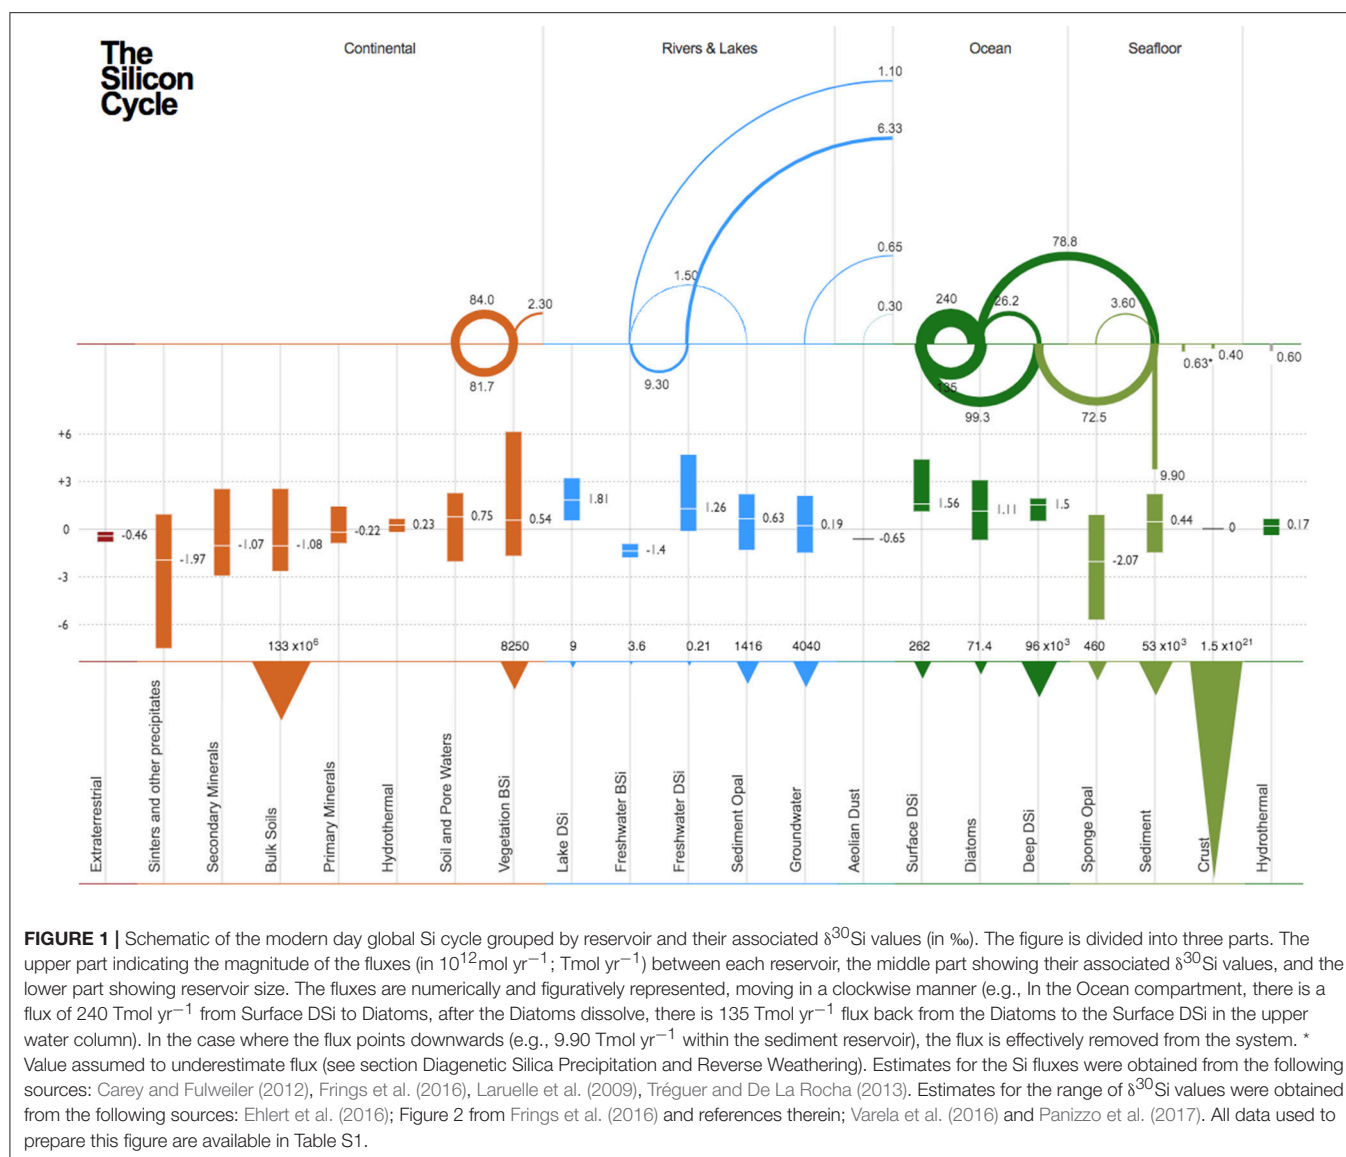 The
Silicon
Cycle
Continental
Rivers & Lakes
Ocean
Seafloor
1.10
6.33
0.65
0.30
78.8
84.0
2.30
1.50
240
26.2
3.60
81.7
9.30
135
99.3
72.5
0.63*
0.40
0.60
9.90
+6
+3
0
-3
-6
-0.46
-1.97
-1.07
-1.08
-0.22
0.23
0.75
0.54
1.81
-1.4
1.26
0.63
0.19
-0.65
1.56
1.11
1.5
-2.07
0.44
0
0.17
133 x10⁶
8250
9
3.6
0.21
1416
4040
262
71.4
96 x10³
460
53 x10³
1.5 x10²¹
Extraterrestrial
Sinters and other precipitates
Secondary Minerals
Bulk Soils
Primary Minerals
Hydrothermal
Soil and Pore Waters
Vegetation BSi
Lake DSi
Freshwater BSi
Freshwater DSi
Sediment Opal
Groundwater
Aeolian Dust
Surface DSi
Diatoms
Deep DSi
Sponge Opal
Sediment
Crust
Hydrothermal
FIGURE 1 | Schematic of the modern day global Si cycle grouped by reservoir and their associated δ³⁰Si values (in ‰). The figure is divided into three parts. The
upper part indicating the magnitude of the fluxes (in 10¹²mol yr⁻¹; Tmol yr⁻¹) between each reservoir, the middle part showing their associated δ³⁰Si values, and the
lower part showing reservoir size. The fluxes are numerically and figuratively represented, moving in a clockwise manner (e.g., In the Ocean compartment, there is a
flux of 240 Tmol yr⁻¹ from Surface DSi to Diatoms, after the Diatoms dissolve, there is 135 Tmol yr⁻¹ flux back from the Diatoms to the Surface DSi in the upper
water column). In the case where the flux points downwards (e.g., 9.90 Tmol yr⁻¹ within the sediment reservoir), the flux is effectively removed from the system. *
Value assumed to underestimate flux (see section Diagenetic Silica Precipitation and Reverse Weathering). Estimates for the Si fluxes were obtained from the following
sources: Carey and Fulweiler (2012), Frings et al. (2016), Laruelle et al. (2009), Tréguer and De La Rocha (2013). Estimates for the range of δ³⁰Si values were obtained
from the following sources: Ehlert et al. (2016); Figure 2 from Frings et al. (2016) and references therein; Varela et al. (2016) and Panizzo et al. (2017). All data used to
prepare this figure are available in Table S1.